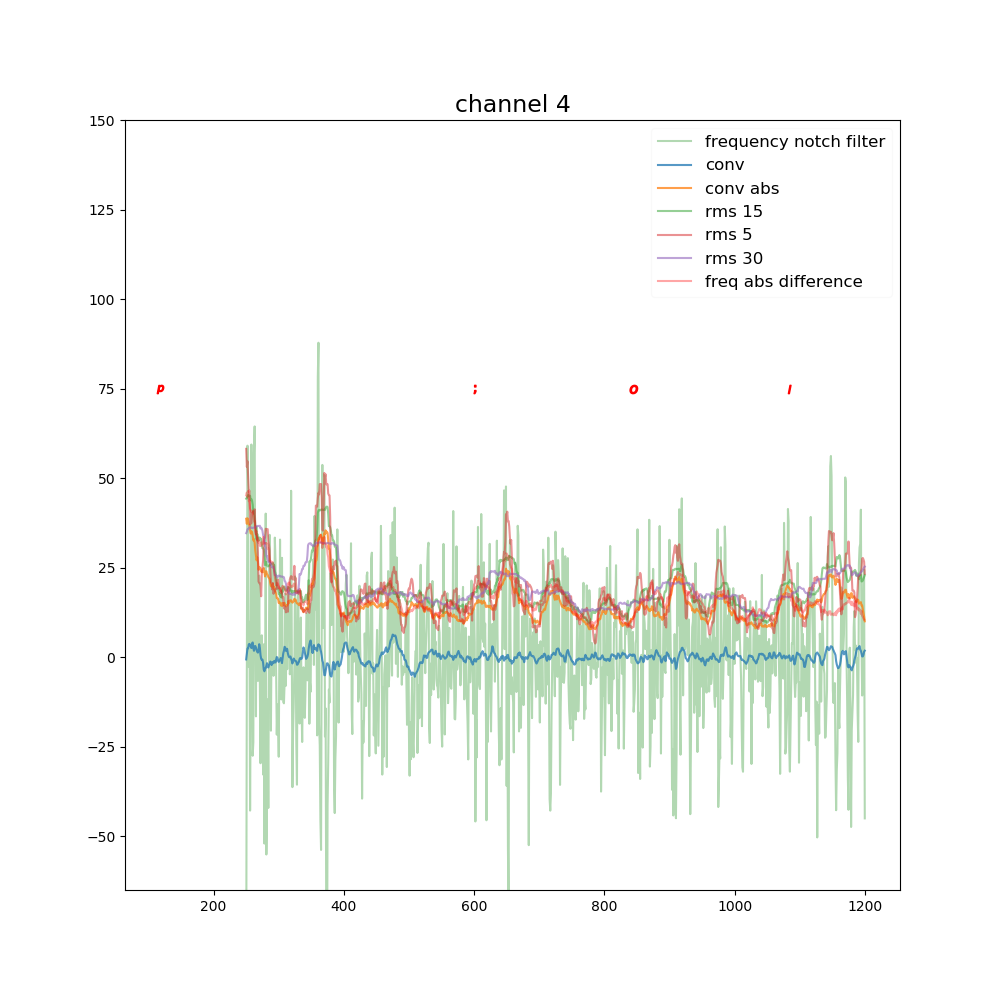 channel 4
150
frequency notch filter
conv
conv abs
rms 15
rms 5
rms 30
freq abs difference
125
100
75
p ; o l
50
25
0
−25
−50
200 400 600 800 1000 1200